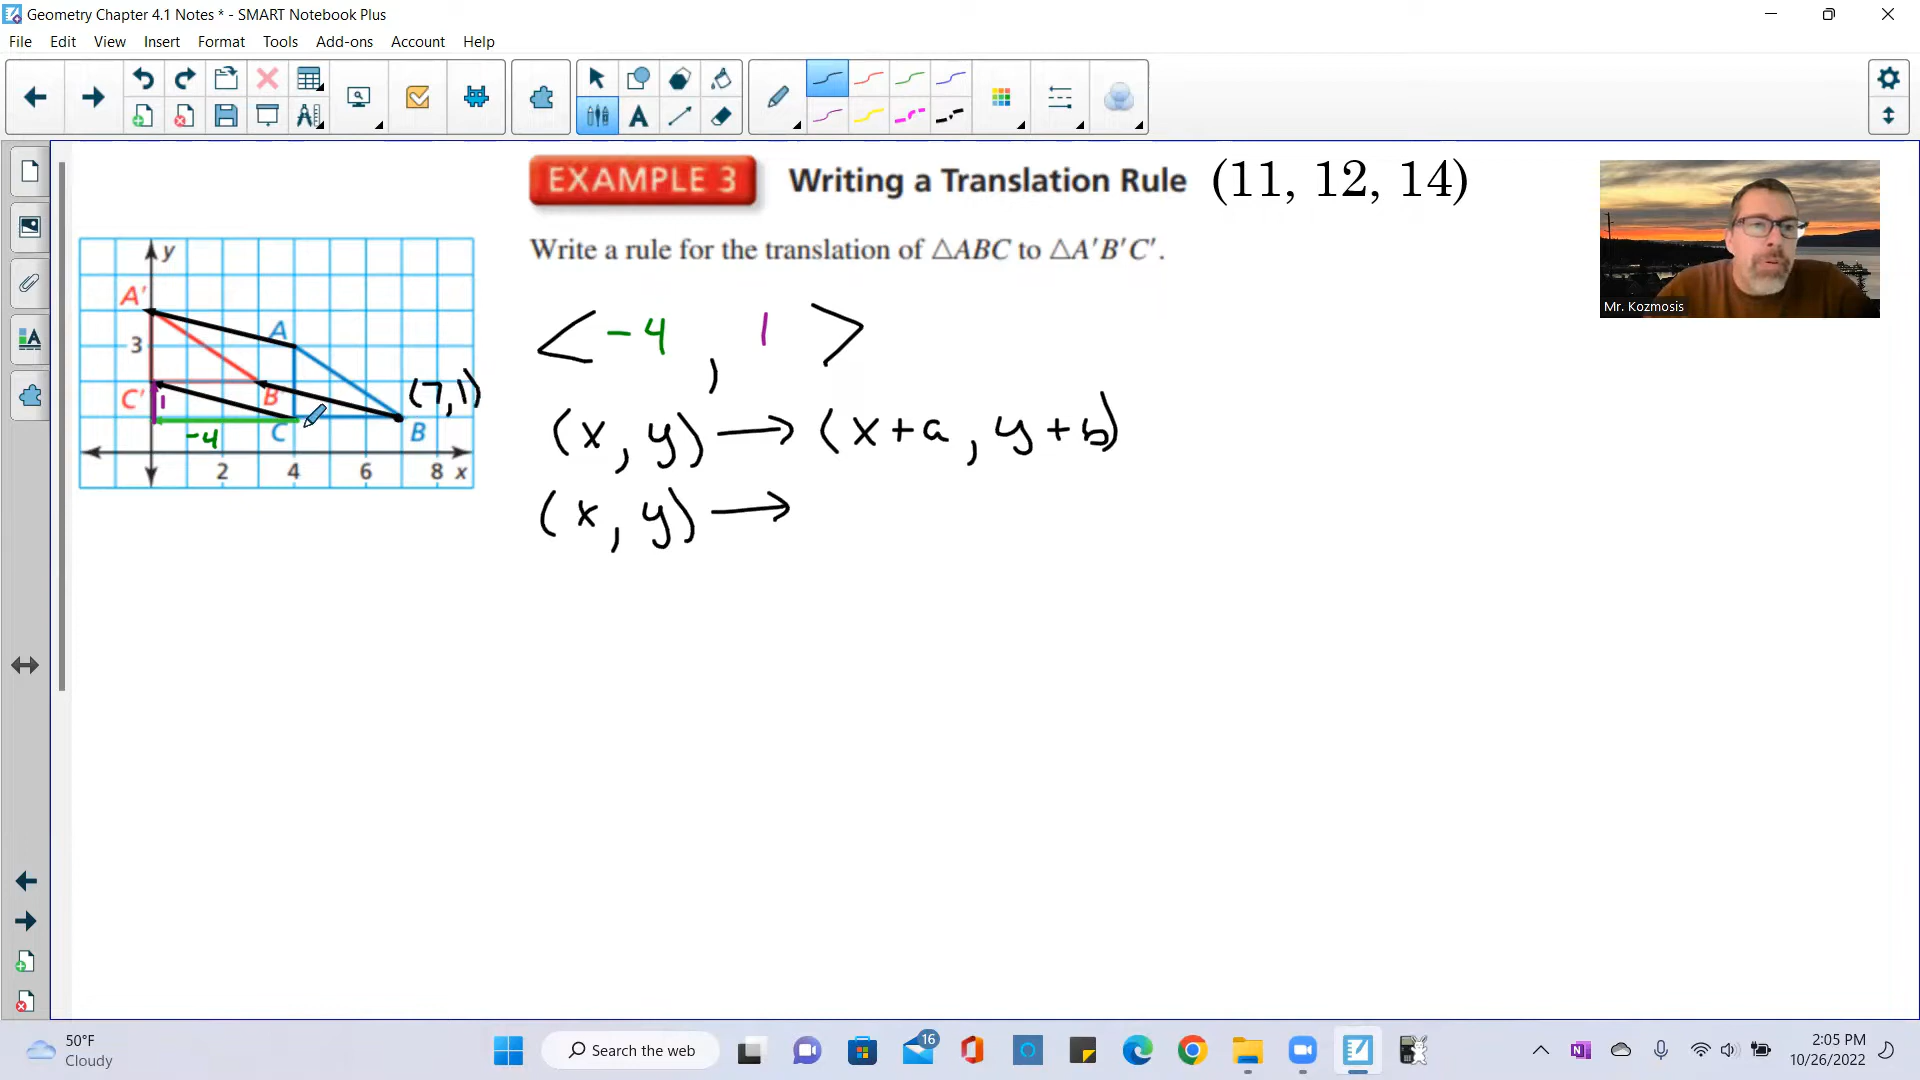 Geometry Chapter 4.1 Notes * - SMART Notebook Plus
File Edit View Insert Format Tools Add-ons Account Help
EXAMPLE 3 Writing a Translation Rule (11, 12, 14)
Write a rule for the translation of △ABC to △A′B′C′.
Mr. Kozmosis
y
A'
A
3
C'
1
B
(7,1)
-4
C
B
2 4 6 8 x
< -4 , 1 >
(x, y) → (x+a, y+b)
(x, y) →
A
50°F
Cloudy
Search the web
16
2:05 PM
10/26/2022